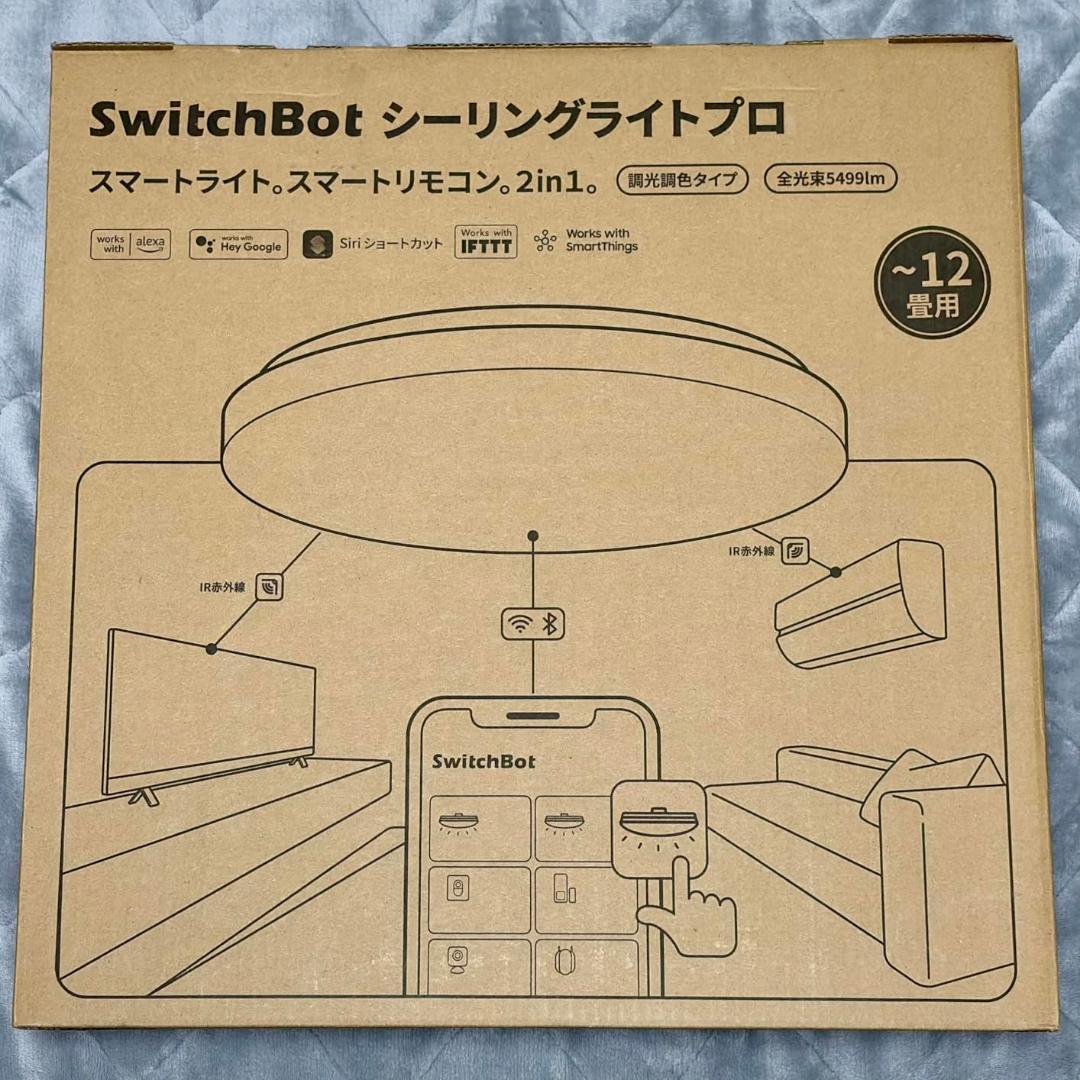 SwitchBot シーリングライトプロ
スマートライト。スマートリモコン。2in1。 調光調色タイプ 全光束5499lm
works with alexa
works with Hey Google
Siri ショートカット
Works with IFTTT
Works with SmartThings
~12
畳用
IR赤外線
IR赤外線
SwitchBot